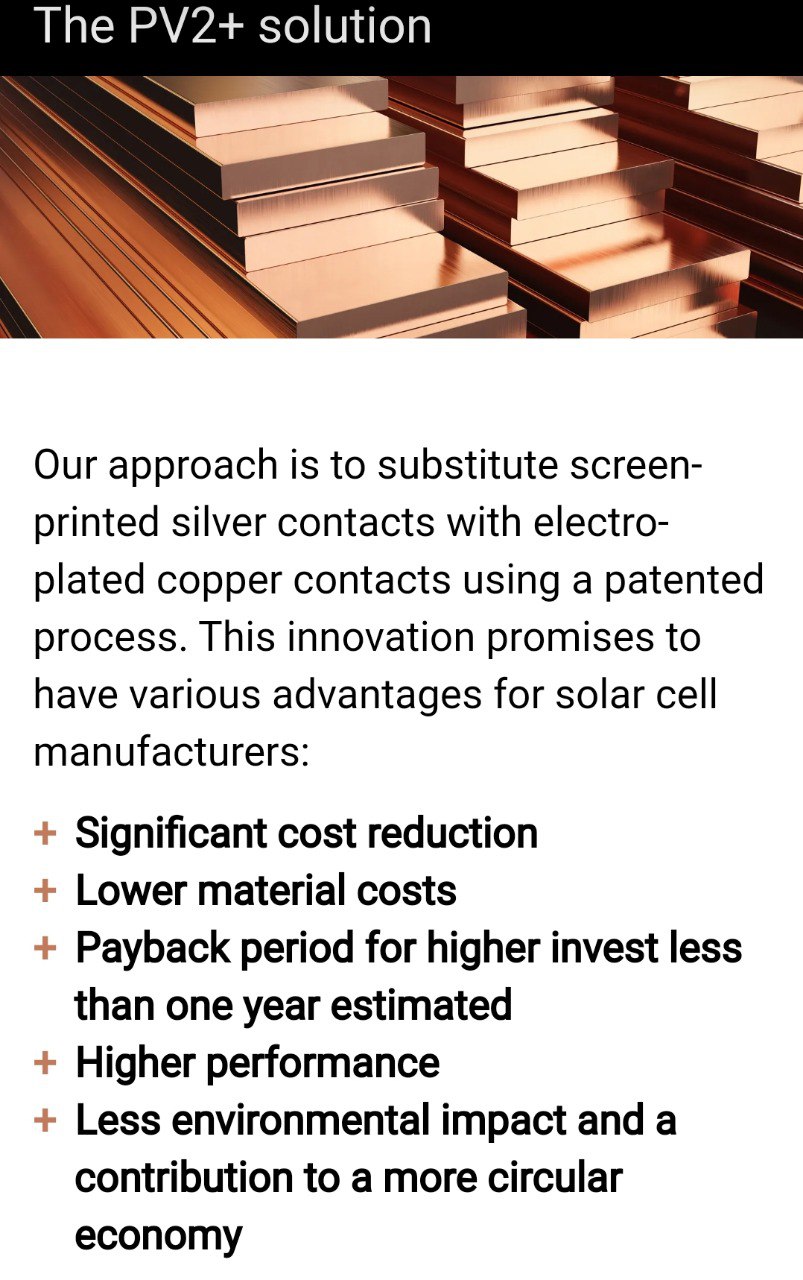 The PV2+ solution
Our approach is to substitute screen-
printed silver contacts with electro-
plated copper contacts using a patented
process. This innovation promises to
have various advantages for solar cell
manufacturers:
+ Significant cost reduction
+ Lower material costs
+ Payback period for higher invest less
than one year estimated
+ Higher performance
+ Less environmental impact and a
contribution to a more circular
economy